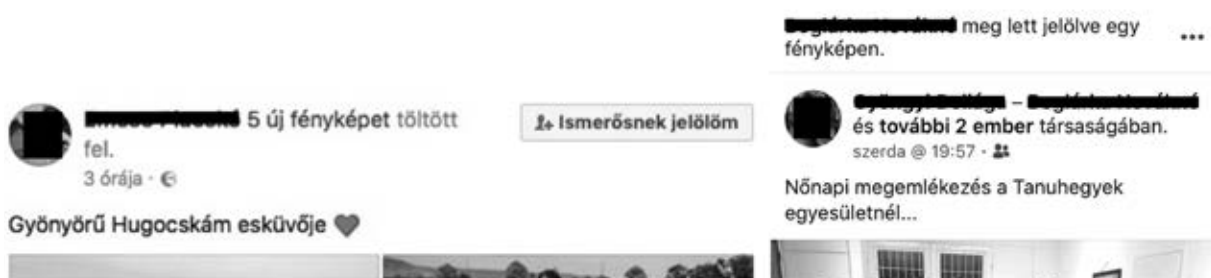 5 új fényképet töltött
fel.
3 órája ·
Ismerősnek jelölöm
Gyönyörű Hugocskám esküvője ♥
meg lett jelölve egy
fényképen.
–
és további 2 ember társaságában.
szerda @ 19:57 ·
Nőnapi megemlékezés a Tanuhegyek
egyesületnél...